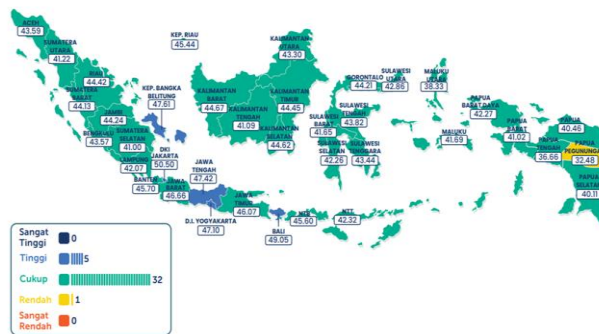 ACEH
43.59
SUMATERA
UTARA
41.22
RIAU
44.42
SUMATERA
BARAT
44.13
JAMBI
44.24
BENGKULU
43.57
SUMATERA
SELATAN
41.00
LAMPUNG
42.07
KEP. RIAU
45.44
KEP. BANGKA
BELITUNG
47.61
DKI
JAKARTA
50.50
BANTEN
45.70
JAWA
BARAT
46.66
JAWA
TENGAH
47.42
D.I. YOGYAKARTA
47.10
JAWA
TIMUR
46.07
BALI
49.05
NTB
45.60
NTT
42.32
KALIMANTAN
BARAT
44.67
KALIMANTAN
TENGAH
41.09
KALIMANTAN
UTARA
43.30
KALIMANTAN
TIMUR
44.45
44.62
GORONTALO
44.21
SULAWESI
UTARA
42.86
SULAWESI
TENGAH
43.82
SULAWESI
BARAT
41.65
SULAWESI
SELATAN
42.26
SULAWESI
TENGGARA
43.44
MALUKU
UTARA
38.33
MALUKU
41.69
PAPUA
BARAT DAYA
42.27
PAPUA
BARAT
41.02
PAPUA
40.46
PAPUA
TENGAH
36.66
PAPUA
PEGUNUNGAN
32.48
PAPUA
SELATAN
40.11
Sangat
Tinggi
0
Tinggi
5
Cukup
32
Rendah
1
Sangat
Rendah
0